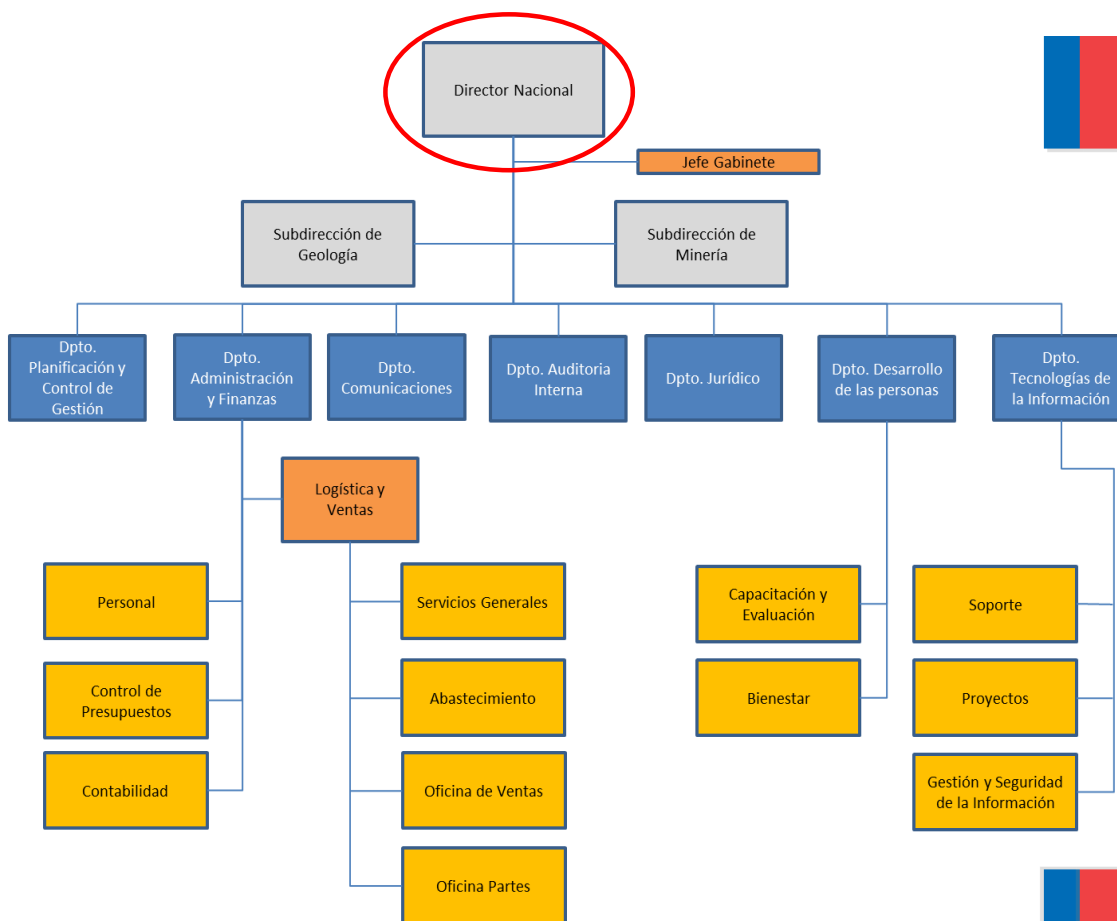 Director Nacional
Jefe Gabinete
Subdirección de
Geología
Subdirección de
Minería
Dpto.
Planificación y
Control de
Gestión
Dpto.
Administración
y Finanzas
Dpto.
Comunicaciones
Dpto. Auditoria
Interna
Dpto. Jurídico
Dpto. Desarrollo
de las personas
Dpto.
Tecnologías de
la Información
Logística y
Ventas
Personal
Servicios Generales
Capacitación y
Evaluación
Soporte
Control de
Presupuestos
Abastecimiento
Bienestar
Proyectos
Contabilidad
Oficina de Ventas
Gestión y Seguridad
de la Información
Oficina Partes